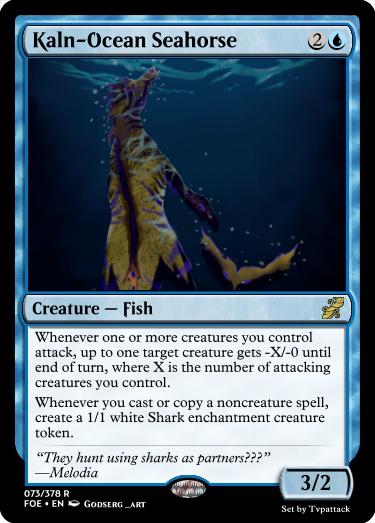 Kaln-Ocean Seahorse 2
Creature — Fish
Whenever one or more creatures you control
attack, up to one target creature gets -X/-0 until
end of turn, where X is the number of attacking
creatures you control.
Whenever you cast or copy a noncreature spell,
create a 1/1 white Shark enchantment creature
token.
"They hunt using sharks as partners???"
—Melodia
3/2
073/378 R
FOE • EN Godserg_art
Set by Tvpattack